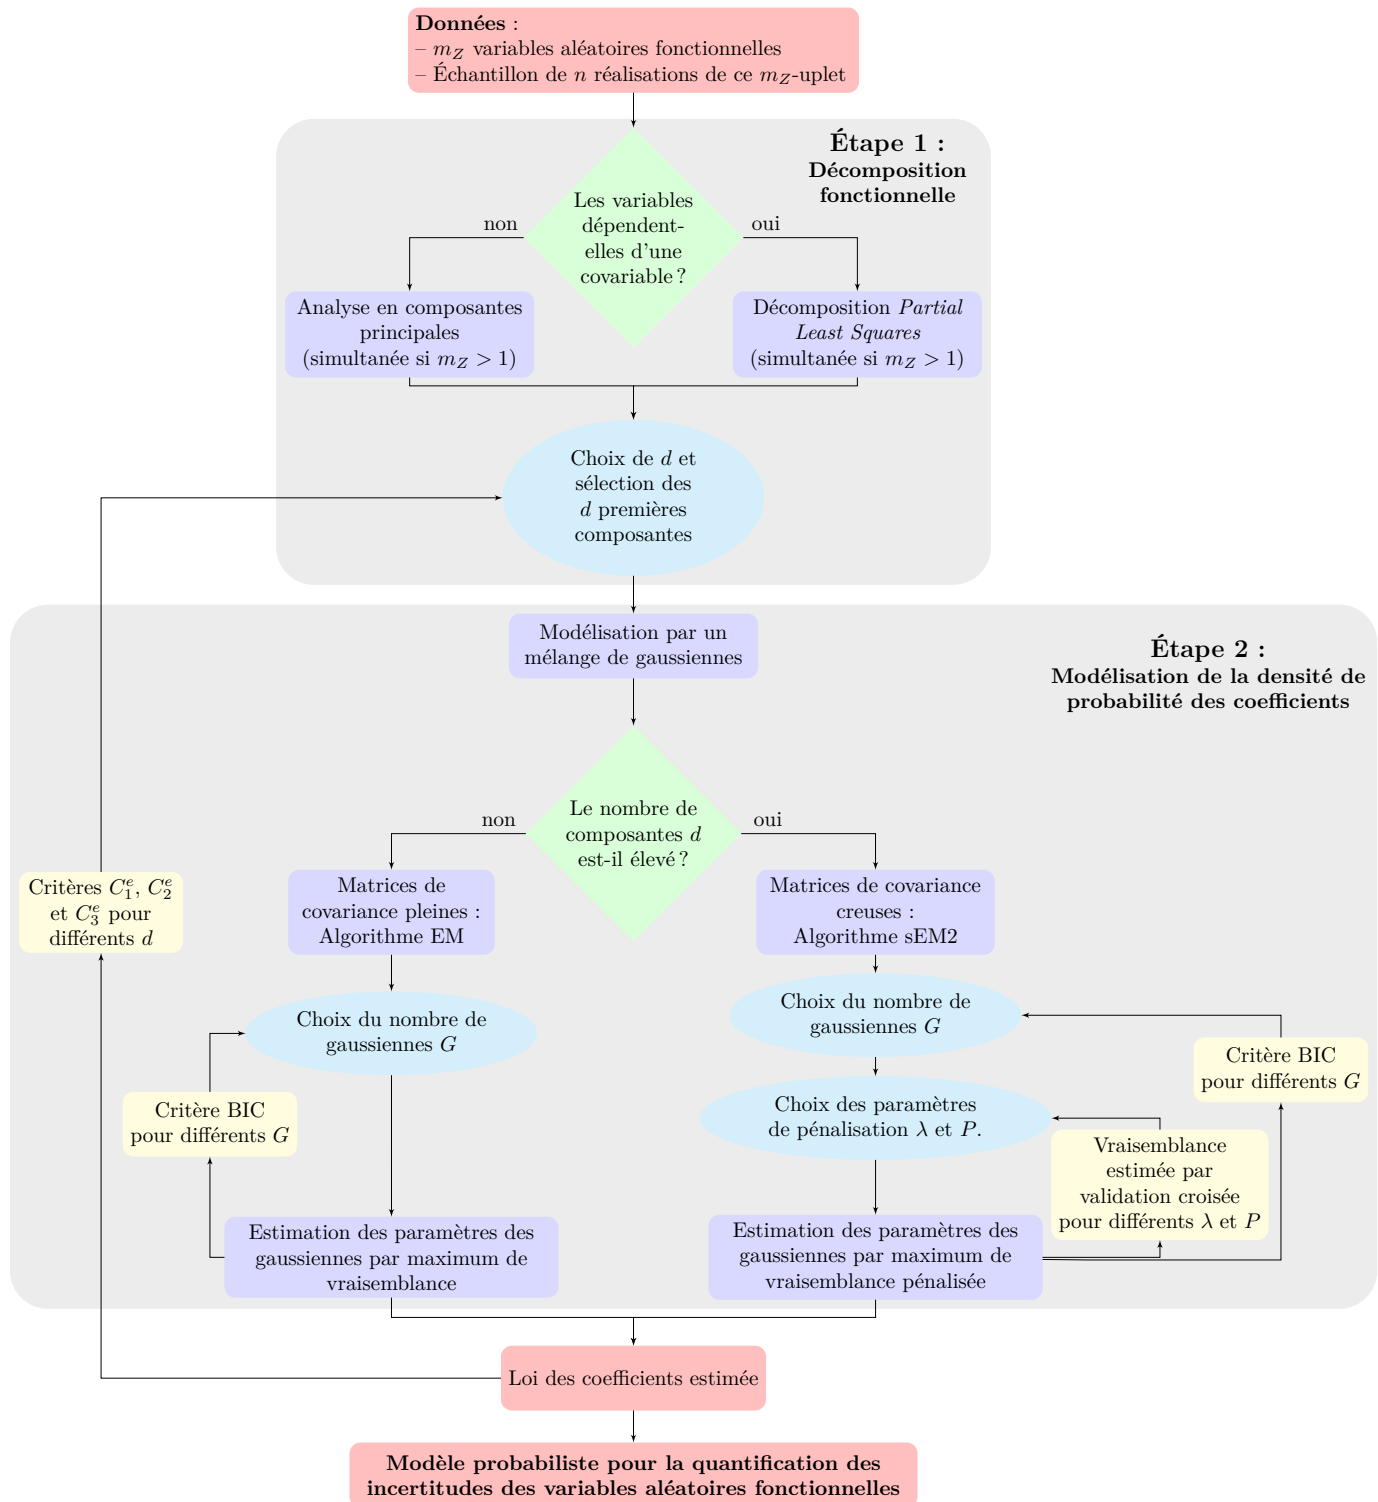 Données :
– m_Z variables aléatoires fonctionnelles
– Échantillon de n réalisations de ce m_Z-uplet
Étape 1 :
Décomposition
fonctionnelle
Les variables
dépendent-
elles d'une
covariable ?
non
oui
Analyse en composantes
principales
(simultanée si m_Z > 1)
Décomposition Partial
Least Squares
(simultanée si m_Z > 1)
Choix de d et
sélection des
d premières
composantes
Modélisation par un
mélange de gaussiennes
Étape 2 :
Modélisation de la densité de
probabilité des coefficients
Le nombre de
composantes d
est-il élevé ?
non
oui
Critères C_1^e, C_2^e
et C_3^e pour
différents d
Matrices de
covariance pleines :
Algorithme EM
Matrices de covariance
creuses :
Algorithme sEM2
Choix du nombre de
gaussiennes G
Choix du nombre de
gaussiennes G
Critère BIC
pour différents G
Critère BIC
pour différents G
Choix des paramètres
de pénalisation λ et P.
Vraisemblance
estimée par
validation croisée
pour différents λ et P
Estimation des paramètres des
gaussiennes par maximum de
vraisemblance
Estimation des paramètres des
gaussiennes par maximum de
vraisemblance pénalisée
Loi des coefficients estimée
Modèle probabiliste pour la quantification des
incertitudes des variables aléatoires fonctionnelles